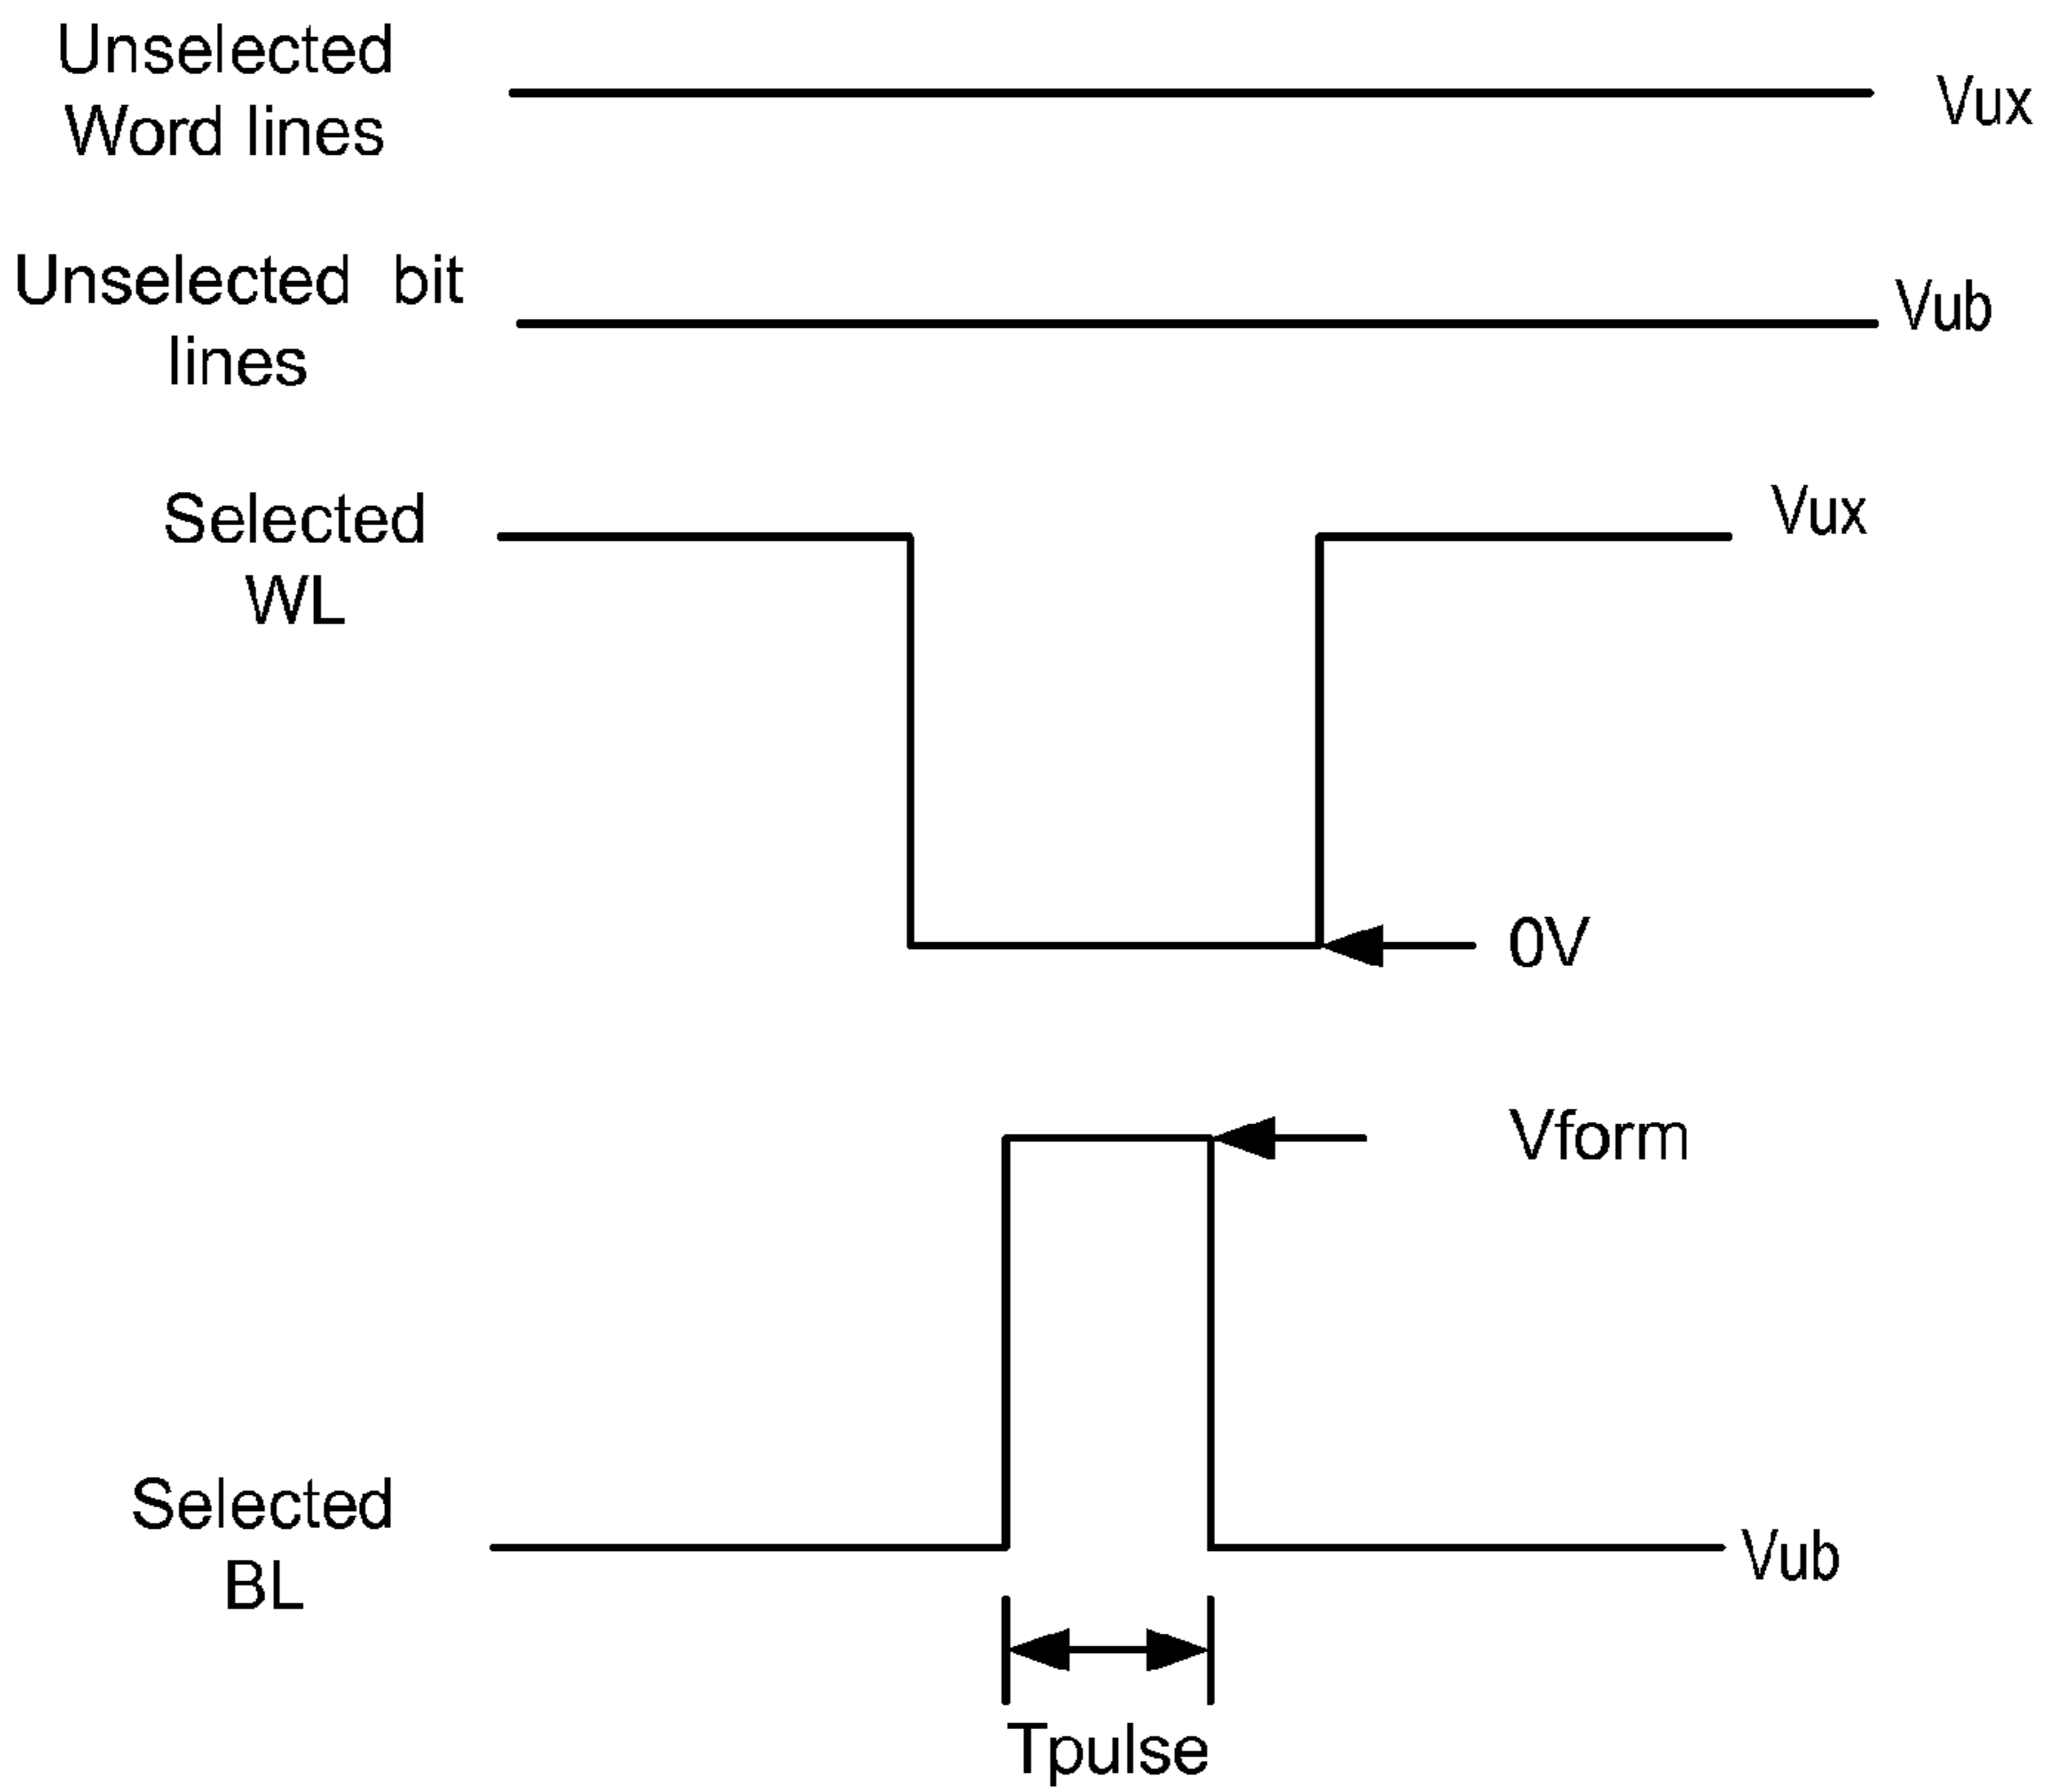 Unselected
Word lines
Vux
Unselected bit
lines
Vub
Selected
WL
Vux
0V
Vform
Selected
BL
Vub
Tpulse